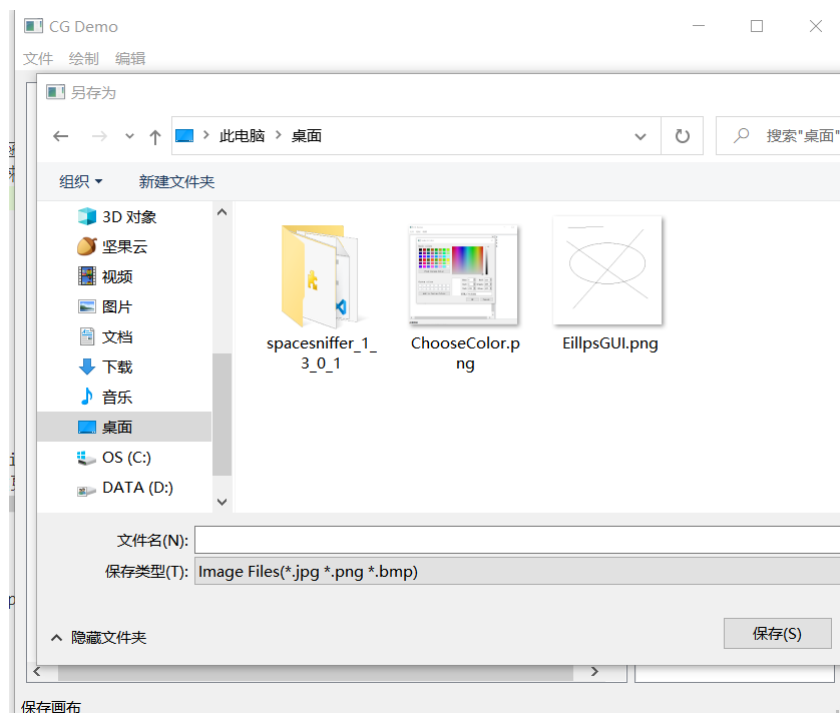 CG Demo
文件 绘制 编辑
另存为
此电脑 桌面
搜索"桌面"
组织 新建文件夹
3D 对象
坚果云
视频
图片
文档
下载
音乐
桌面
OS (C:)
DATA (D:)
spacesniffer_1_
3_0_1
ChooseColor.p
ng
EillpsGUI.png
文件名(N):
保存类型(T): Image Files(*.jpg *.png *.bmp)
隐藏文件夹
保存(S)
保存画布